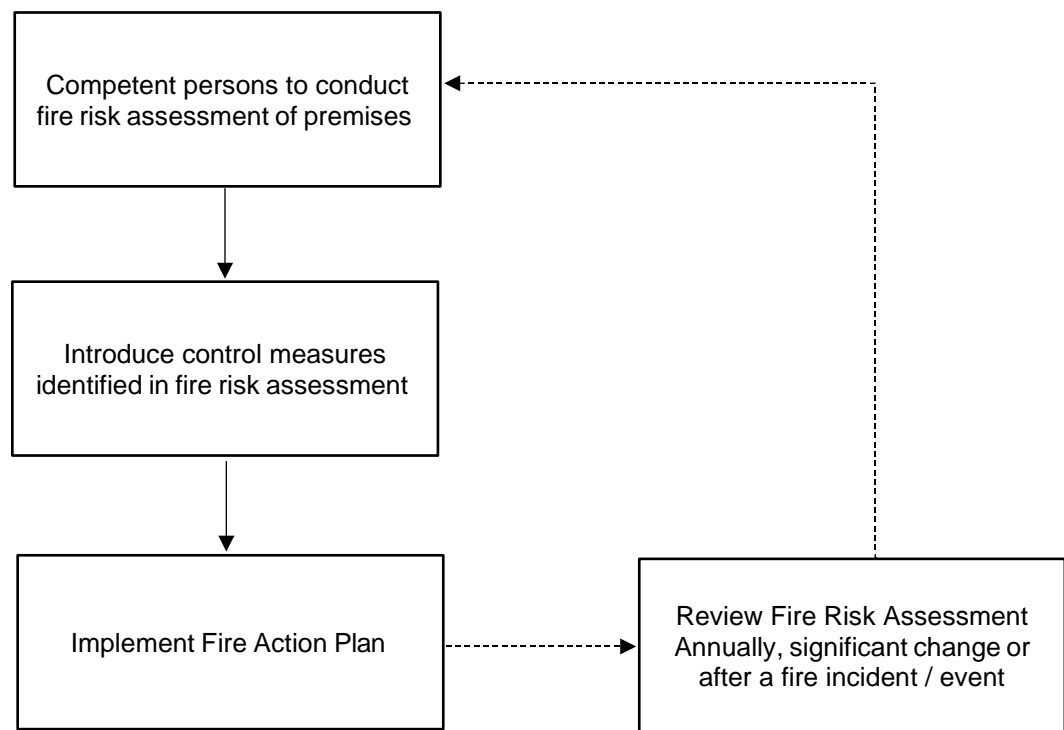 Competent persons to conduct
fire risk assessment of premises
Introduce control measures
identified in fire risk assessment
Implement Fire Action Plan
Review Fire Risk Assessment
Annually, significant change or
after a fire incident / event